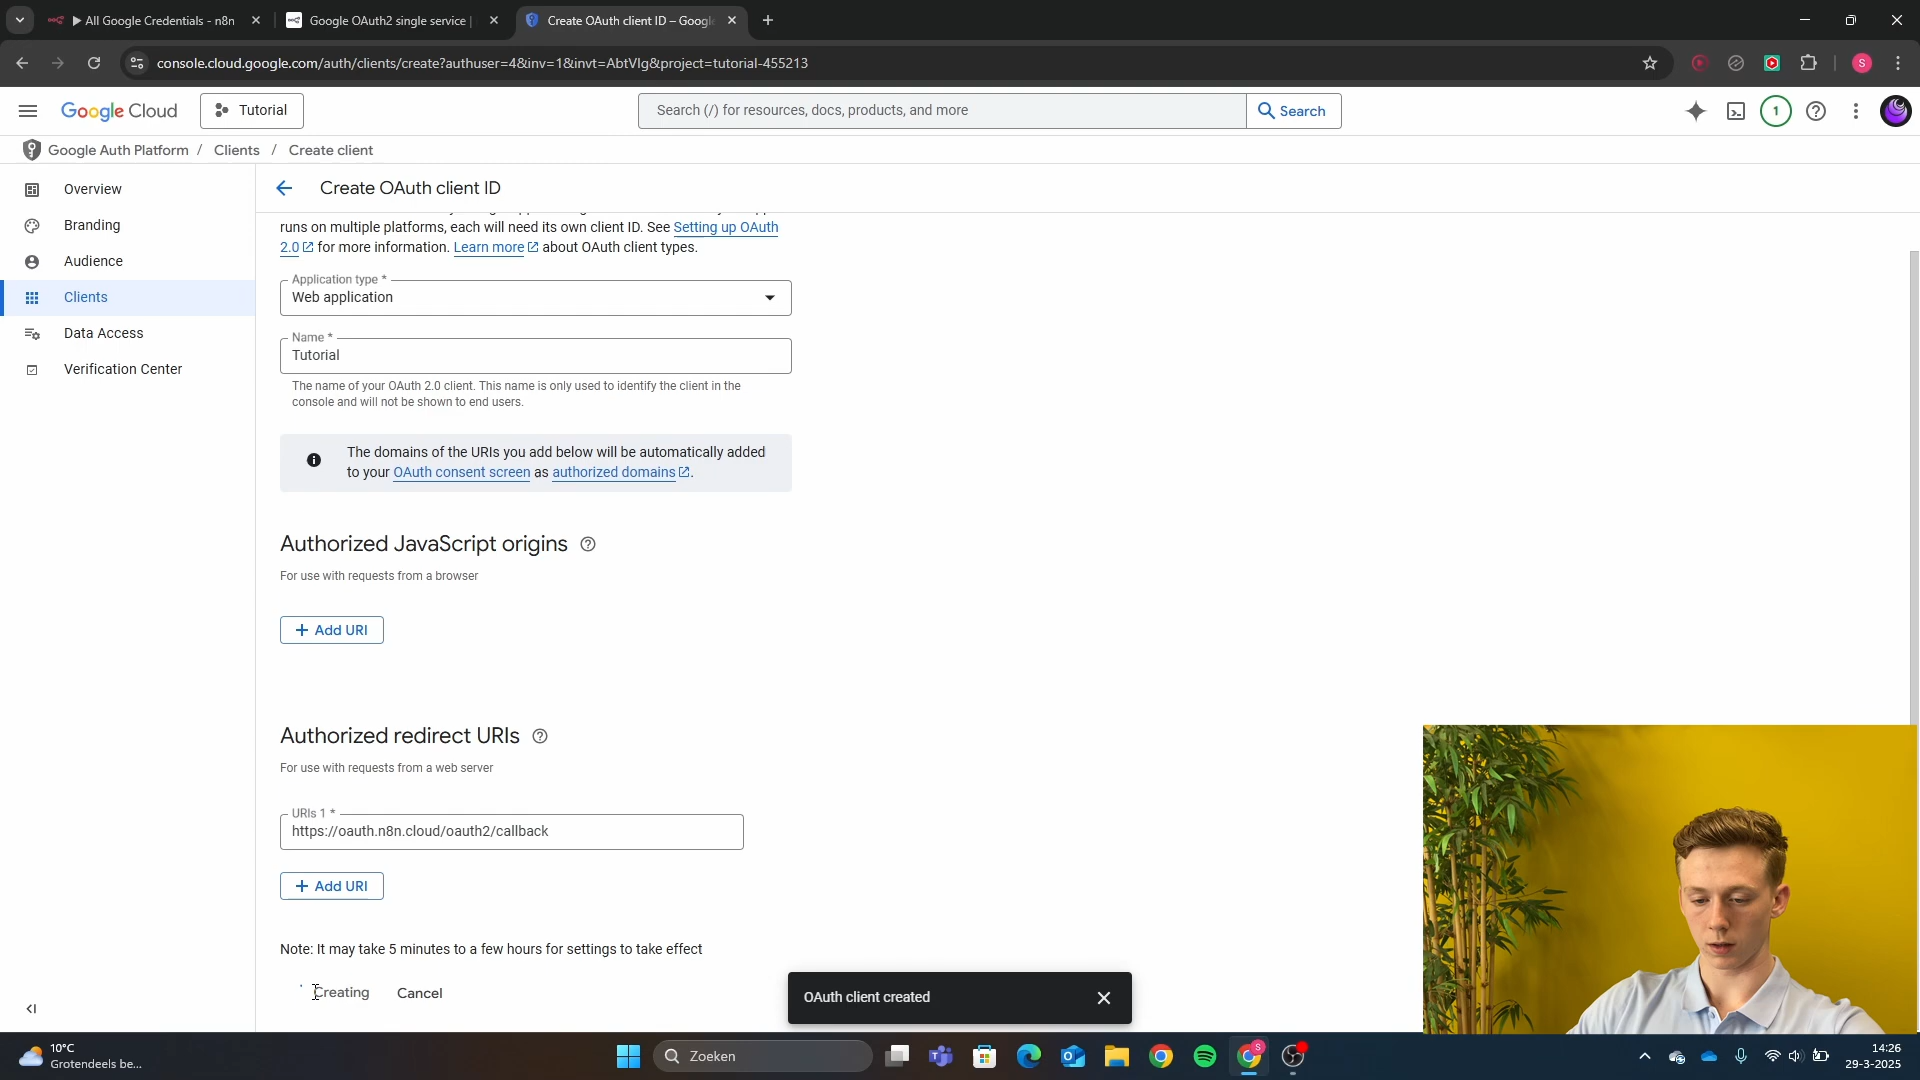 ▶ All Google Credentials - n8n
Google OAuth2 single service |
Create OAuth client ID – Google
console.cloud.google.com/auth/clients/create?authuser=4&inv=1&invt=AbtVIg&project=tutorial-455213
S
Google Cloud
Tutorial
Search (/) for resources, docs, products, and more
Search
1
Google Auth Platform / Clients / Create client
Overview
Branding
Audience
Clients
Data Access
Verification Center
Create OAuth client ID
runs on multiple platforms, each will need its own client ID. See Setting up OAuth
2.0 for more information. Learn more about OAuth client types.
Application type *
Web application
Name *
Tutorial
The name of your OAuth 2.0 client. This name is only used to identify the client in the
console and will not be shown to end users.
The domains of the URIs you add below will be automatically added
to your OAuth consent screen as authorized domains.
Authorized JavaScript origins
For use with requests from a browser
+ Add URI
Authorized redirect URIs
For use with requests from a web server
URIs 1 *
https://oauth.n8n.cloud/oauth2/callback
+ Add URI
Note: It may take 5 minutes to a few hours for settings to take effect
Creating
Cancel
OAuth client created
10°C
Grotendeels be...
Zoeken
14:26
29-3-2025